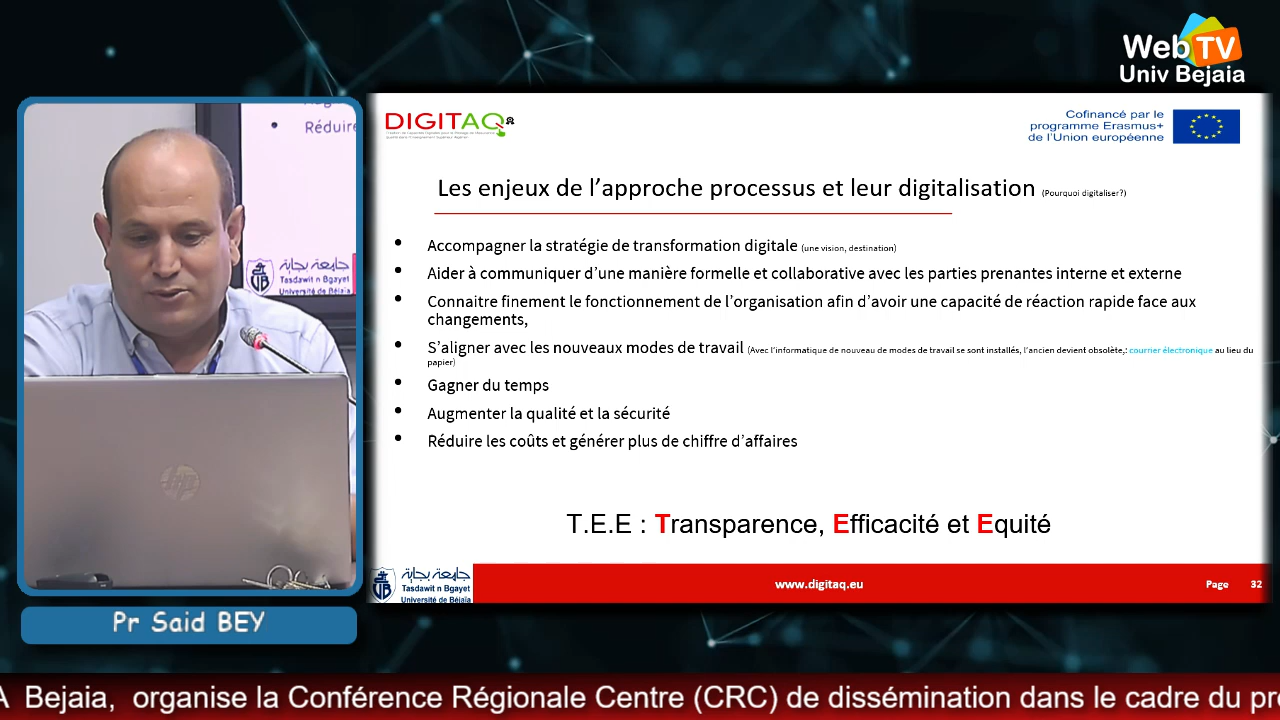 Web TV
Univ Bejaia
Réduire
جامعة بجاية
Tasdawit n Bgayet
Université de Béjaïa
hp
Pr Said BEY
DIGITAQ
Cofinancé par le
programme Erasmus+
de l'Union européenne
Les enjeux de l'approche processus et leur digitalisation (Pourquoi digitaliser?)
• Accompagner la stratégie de transformation digitale (une vision, destination)
• Aider à communiquer d'une manière formelle et collaborative avec les parties prenantes interne et externe
• Connaitre finement le fonctionnement de l'organisation afin d'avoir une capacité de réaction rapide face aux
changements,
• S'aligner avec les nouveaux modes de travail (Avec l'informatique de nouveau de modes de travail se sont installés, l'ancien devient obsolète,: courrier électronique au lieu du
papier)
• Gagner du temps
• Augmenter la qualité et la sécurité
• Réduire les coûts et générer plus de chiffre d'affaires
T.E.E : Transparence, Efficacité et Equité
جامعة بجاية
Tasdawit n Bgayet
Université de Béjaïa
www.digitaq.eu
Page 32
A Bejaia, organise la Conférence Régionale Centre (CRC) de dissémination dans le cadre du pr